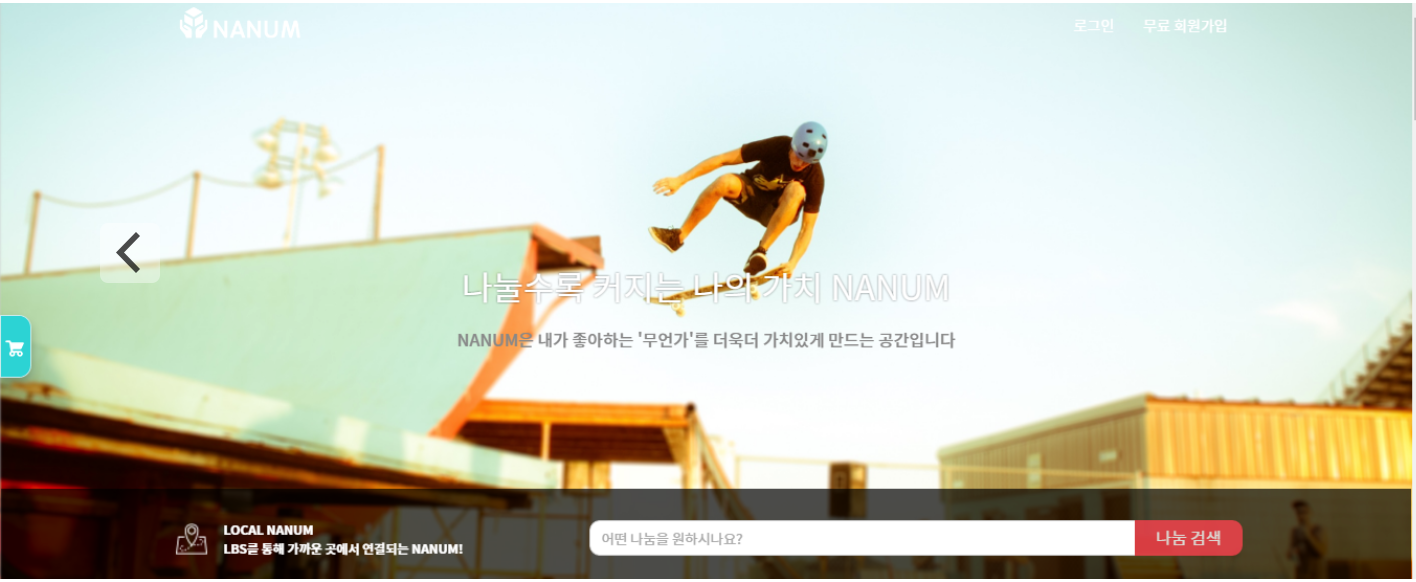 NANUM
로그인 무료 회원가입
나눌수록 커지는 나의 가치 NANUM
NANUM은 내가 좋아하는 '무언가'를 더욱더 가치있게 만드는 공간입니다
LOCAL NANUM
LBS를 통해 가까운 곳에서 연결되는 NANUM!
어떤 나눔을 원하시나요?
나눔 검색